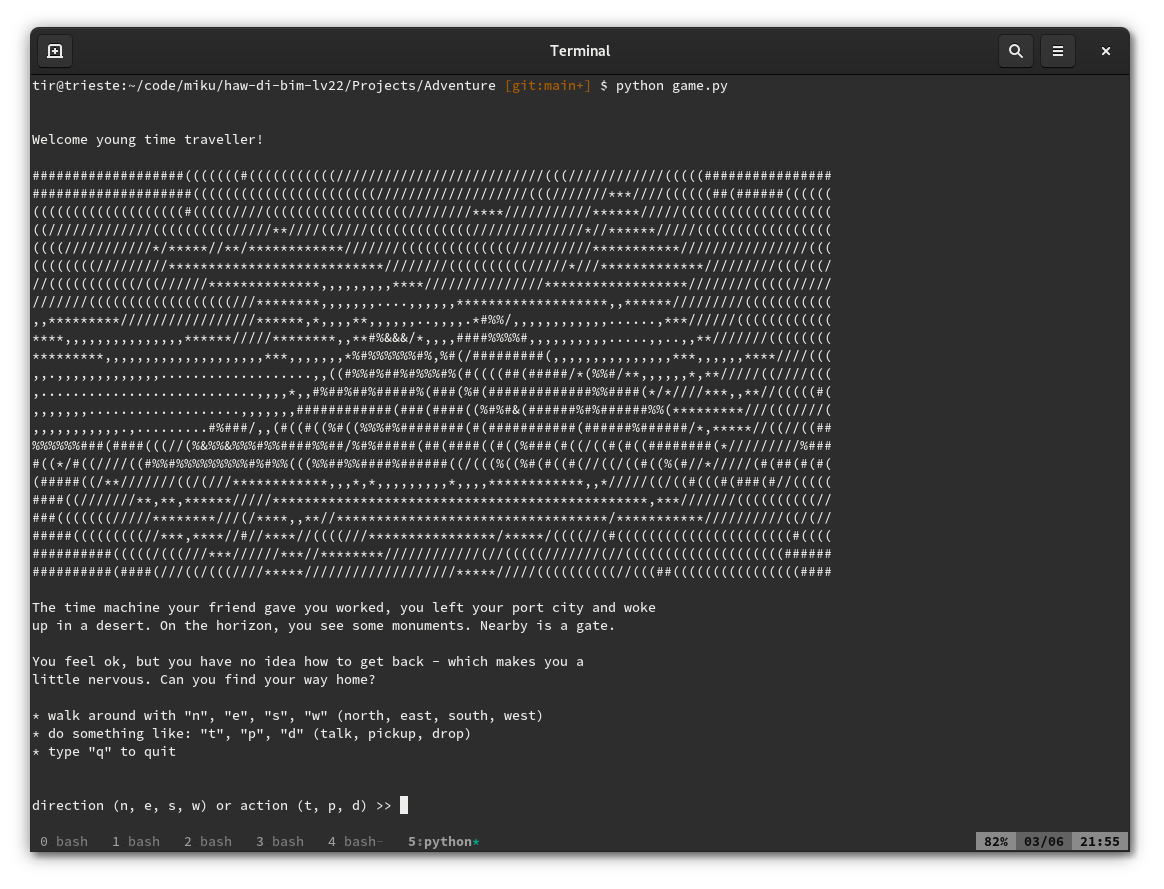 Terminal
tir@trieste:~/code/miku/haw-di-bim-lv22/Projects/Adventure [git:main+] $ python game.py
Welcome young time traveller!
The time machine your friend gave you worked, you left your port city and woke
up in a desert. On the horizon, you see some monuments. Nearby is a gate.
You feel ok, but you have no idea how to get back - which makes you a
little nervous. Can you find your way home?
* walk around with "n", "e", "s", "w" (north, east, south, west)
* do something like: "t", "p", "d" (talk, pickup, drop)
* type "q" to quit
direction (n, e, s, w) or action (t, p, d) >>
0 bash 1 bash 2 bash 3 bash 4 bash- 5:python* 82% 03/06 21:55